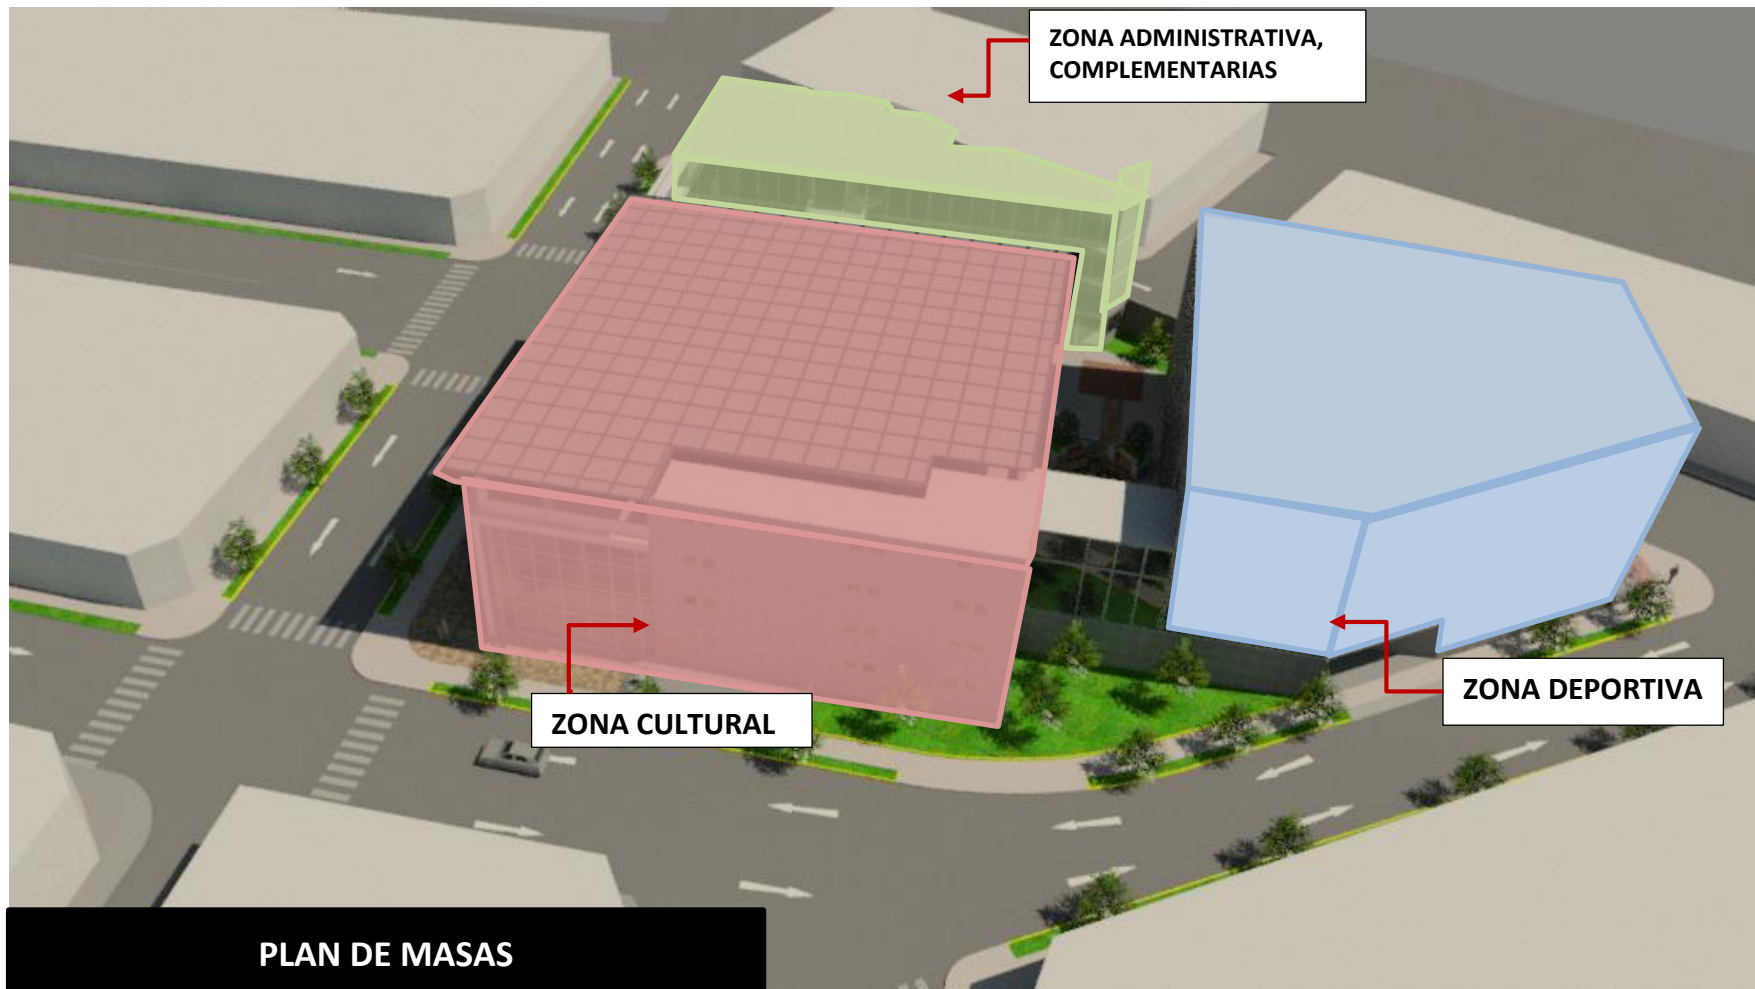 ZONA ADMINISTRATIVA,
COMPLEMENTARIAS
ZONA CULTURAL
ZONA DEPORTIVA
PLAN DE MASAS